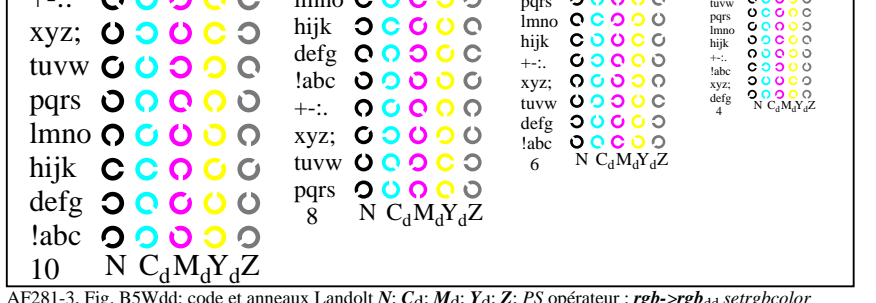 +-:.
xyz;
tuvw
pqrs
lmno
hijk
defg
!abc
10
N CdMdYdZ
lmno
hijk
defg
!abc
+-:.
xyz;
tuvw
pqrs
8
N CdMdYdZ
pqrs
lmno
hijk
+-:.
xyz;
tuvw
defg
!abc
6
N CdMdYdZ
tuvw
pqrs
lmno
hijk
+-:.
!abc
xyz;
defg
4
N CdMdYdZ
AF281-3, Fig. B5Wdd: code et anneaux Landolt N; Cd; Md; Yd; Z; PS opérateur : rgb->rgbdd setrgbcolor